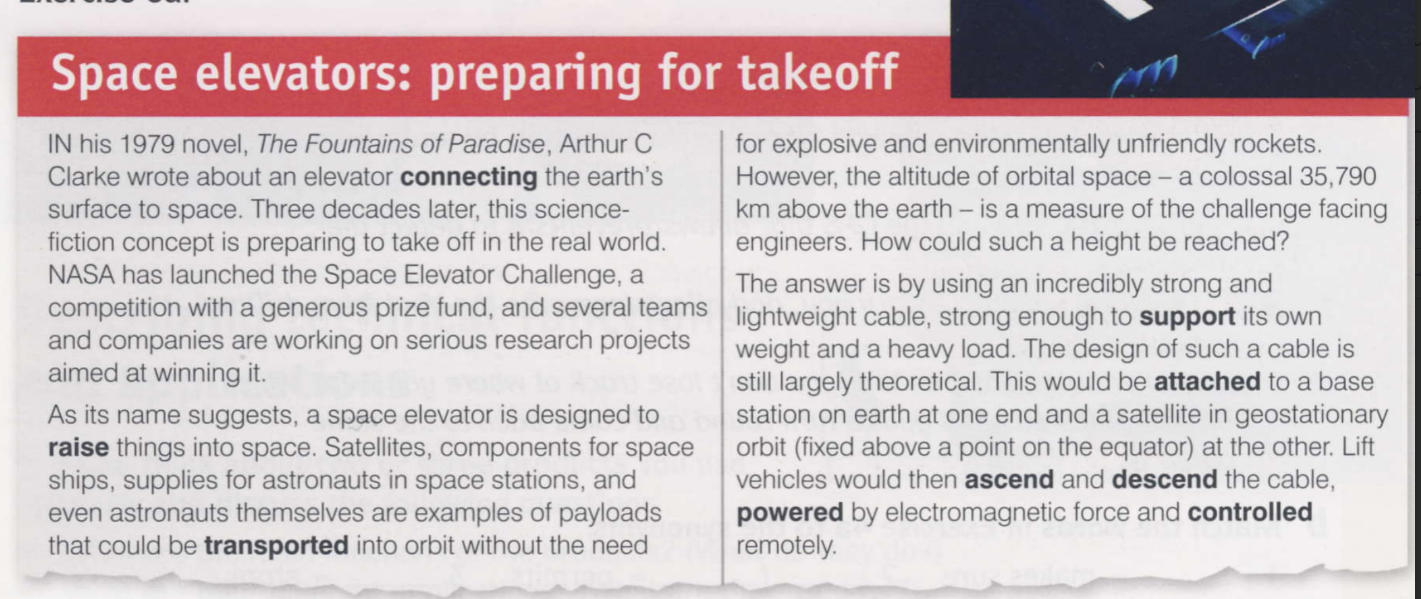 Space elevators: preparing for takeoff
IN his 1979 novel, The Fountains of Paradise, Arthur C
Clarke wrote about an elevator connecting the earth's
surface to space. Three decades later, this science-
fiction concept is preparing to take off in the real world.
NASA has launched the Space Elevator Challenge, a
competition with a generous prize fund, and several teams
and companies are working on serious research projects
aimed at winning it.
As its name suggests, a space elevator is designed to
raise things into space. Satellites, components for space
ships, supplies for astronauts in space stations, and
even astronauts themselves are examples of payloads
that could be transported into orbit without the need
for explosive and environmentally unfriendly rockets.
However, the altitude of orbital space – a colossal 35,790
km above the earth – is a measure of the challenge facing
engineers. How could such a height be reached?
The answer is by using an incredibly strong and
lightweight cable, strong enough to support its own
weight and a heavy load. The design of such a cable is
still largely theoretical. This would be attached to a base
station on earth at one end and a satellite in geostationary
orbit (fixed above a point on the equator) at the other. Lift
vehicles would then ascend and descend the cable,
powered by electromagnetic force and controlled
remotely.